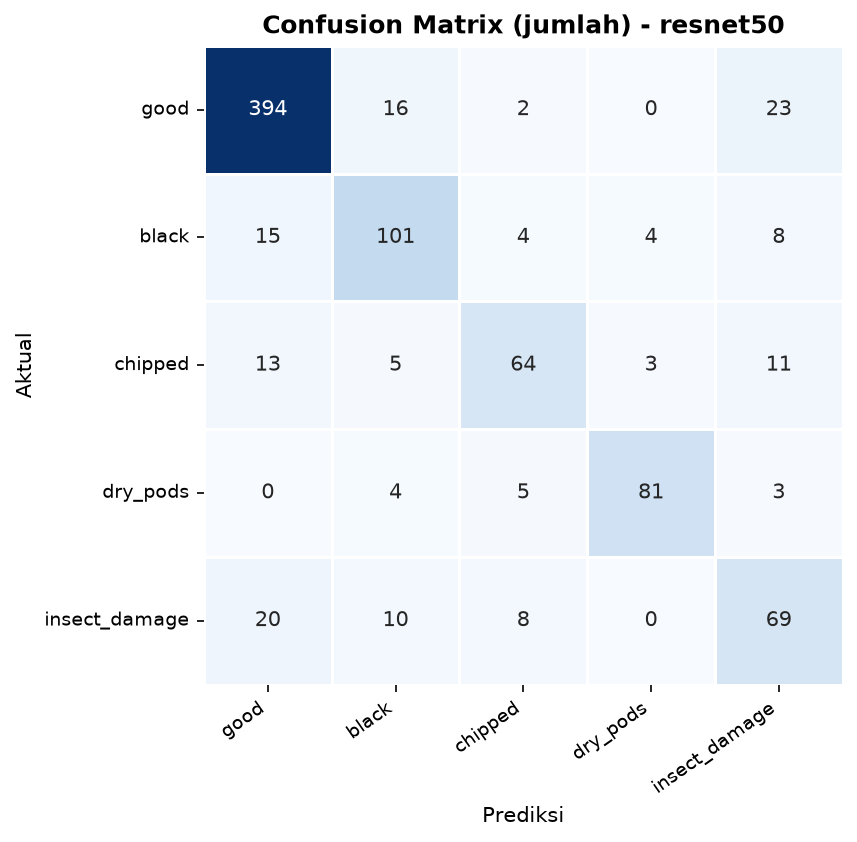 Confusion Matrix (jumlah) - resnet50
Aktual
good 394 16 2 0 23
black 15 101 4 4 8
chipped 13 5 64 3 11
dry_pods 0 4 5 81 3
insect_damage 20 10 8 0 69
good black chipped dry_pods insect_damage
Prediksi